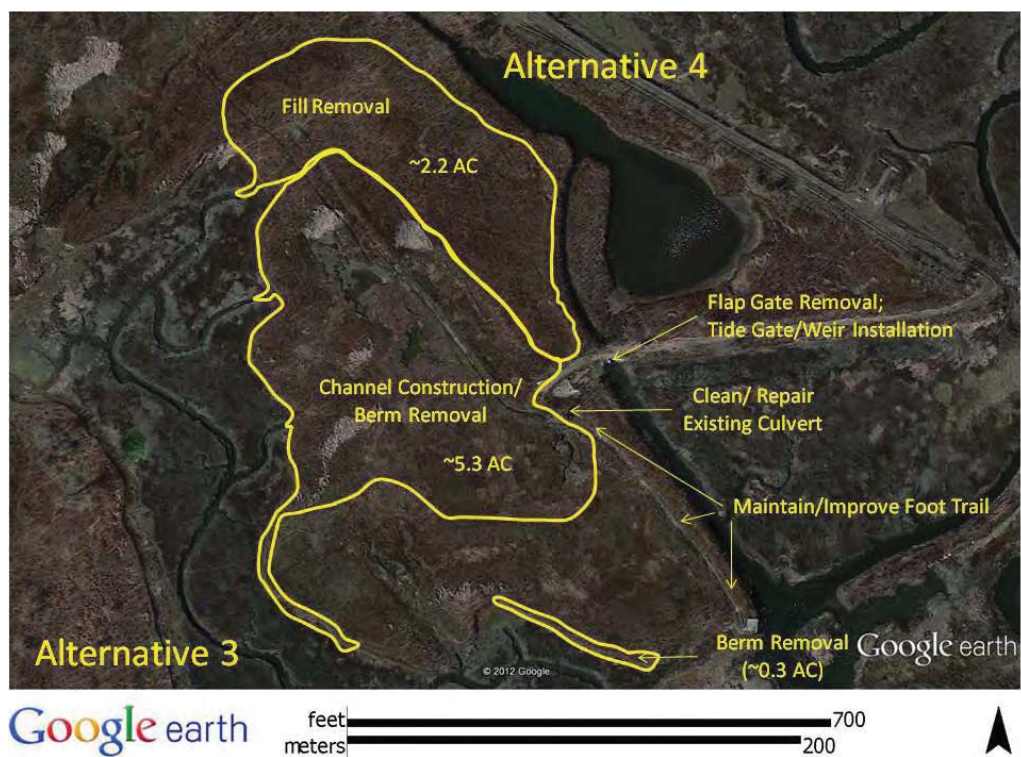 Alternative 4
Fill Removal
~2.2 AC
Flap Gate Removal;
Tide Gate/Weir Installation
Channel Construction/
Berm Removal
Clean/ Repair
Existing Culvert
~5.3 AC
Maintain/Improve Foot Trail
Alternative 3
Berm Removal
(~0.3 AC)
Google earth
© 2012 Google
Google earth
feet 700
meters 200